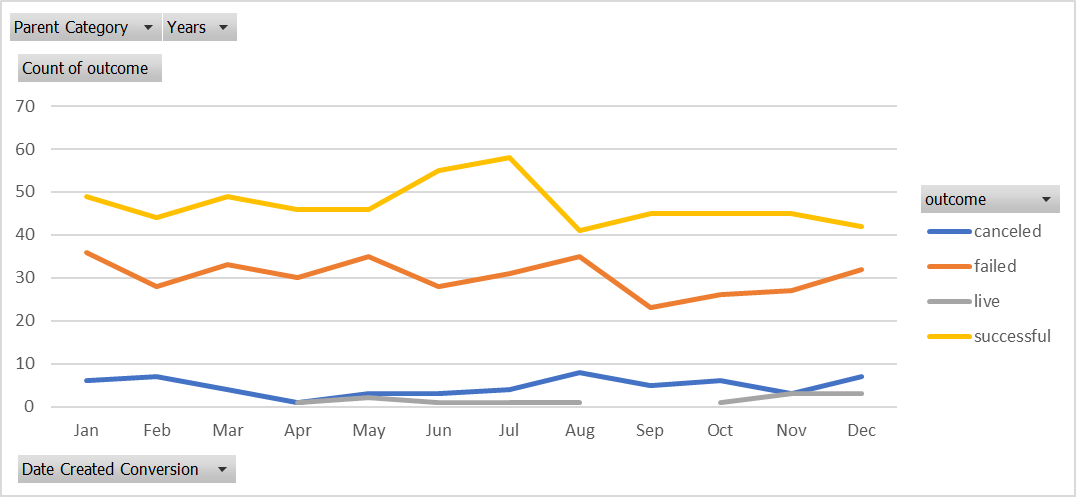 Parent Category Years
Count of outcome
70
60
50
40
30
20
10
0
Jan Feb Mar Apr May Jun Jul Aug Sep Oct Nov Dec
outcome
canceled
failed
live
successful
Date Created Conversion